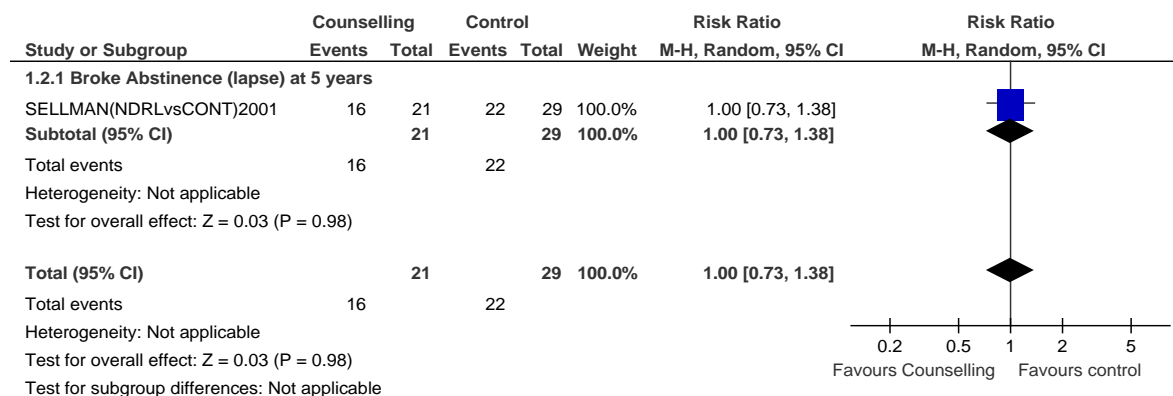 Counselling Control Risk Ratio Risk Ratio
Study or Subgroup Events Total Events Total Weight M-H, Random, 95% CI M-H, Random, 95% CI
1.2.1 Broke Abstinence (lapse) at 5 years
SELLMAN(NDRLvsCONT)2001 16 21 22 29 100.0% 1.00 [0.73, 1.38]
Subtotal (95% CI) 21 29 100.0% 1.00 [0.73, 1.38]
Total events 16 22
Heterogeneity: Not applicable
Test for overall effect: Z = 0.03 (P = 0.98)
Total (95% CI) 21 29 100.0% 1.00 [0.73, 1.38]
Total events 16 22
Heterogeneity: Not applicable
Test for overall effect: Z = 0.03 (P = 0.98)
Test for subgroup differences: Not applicable
0.2 0.5 1 2 5
Favours Counselling Favours control